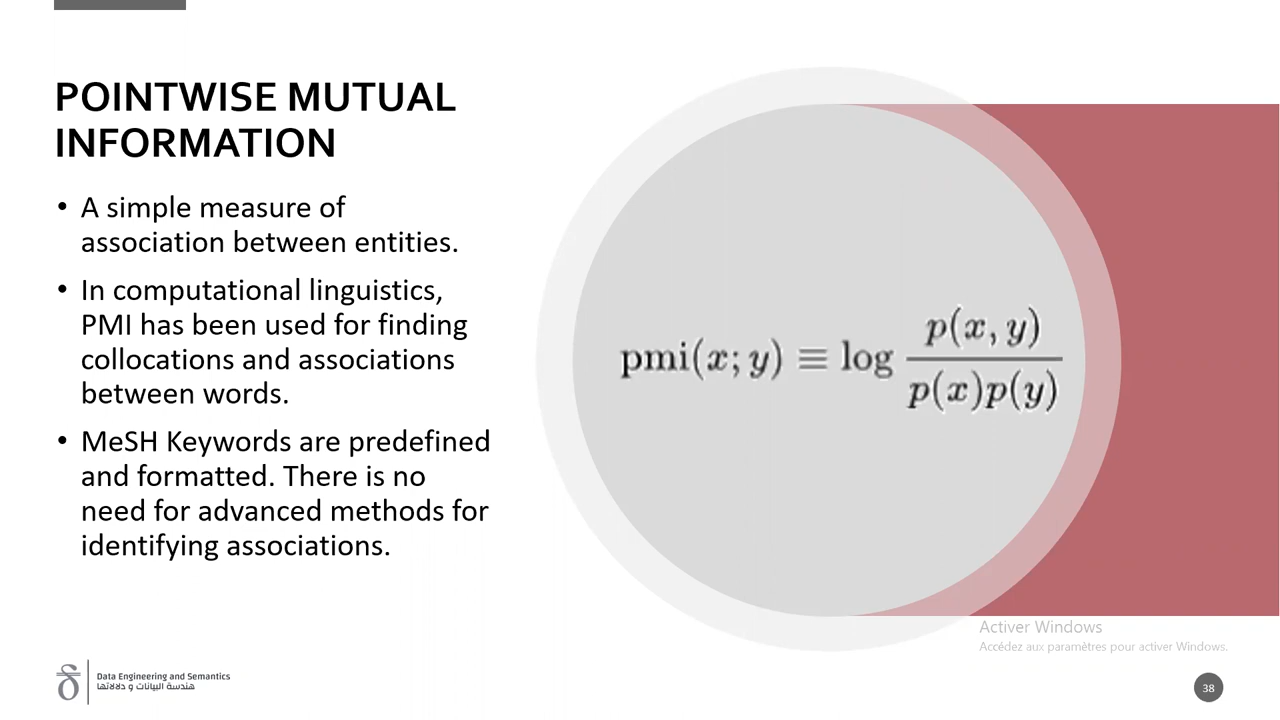 POINTWISE MUTUAL
INFORMATION
• A simple measure of
association between entities.
• In computational linguistics,
PMI has been used for finding
collocations and associations
between words.
• MeSH Keywords are predefined
and formatted. There is no
need for advanced methods for
identifying associations.
pmi(x; y) ≡ log p(x, y) / p(x)p(y)
Activer Windows
Accédez aux paramètres pour activer Windows.
δ
Data Engineering and Semantics
هندسة البيانات و دلالاتها
38